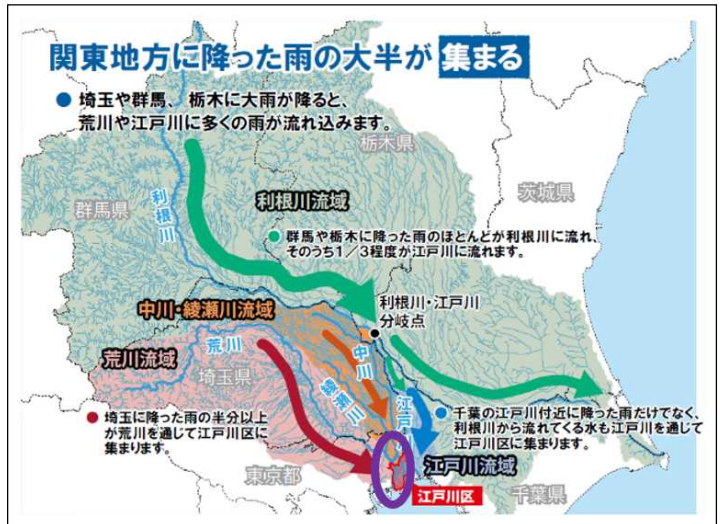 関東地方に降った雨の大半が 集まる
● 埼玉や群馬、栃木に大雨が降ると、
荒川や江戸川に多くの雨が流れ込みます。
栃木県
茨城県
群馬県
利根川
利根川流域
● 群馬や栃木に降った雨のほとんどが利根川に流れ、
そのうち1/3程度が江戸川に流れます。
中川・綾瀬川流域
利根川・江戸川
分岐点
荒川流域
荒川
中川
埼玉県
綾瀬川
江戸川
● 埼玉に降った雨の半分以上
が荒川を通じて江戸川区に
集まります。
● 千葉の江戸川付近に降った雨だけでなく、
利根川から流れてくる水も江戸川を通じて
江戸川区に集まります。
東京都
江戸川流域
江戸川区
千葉県